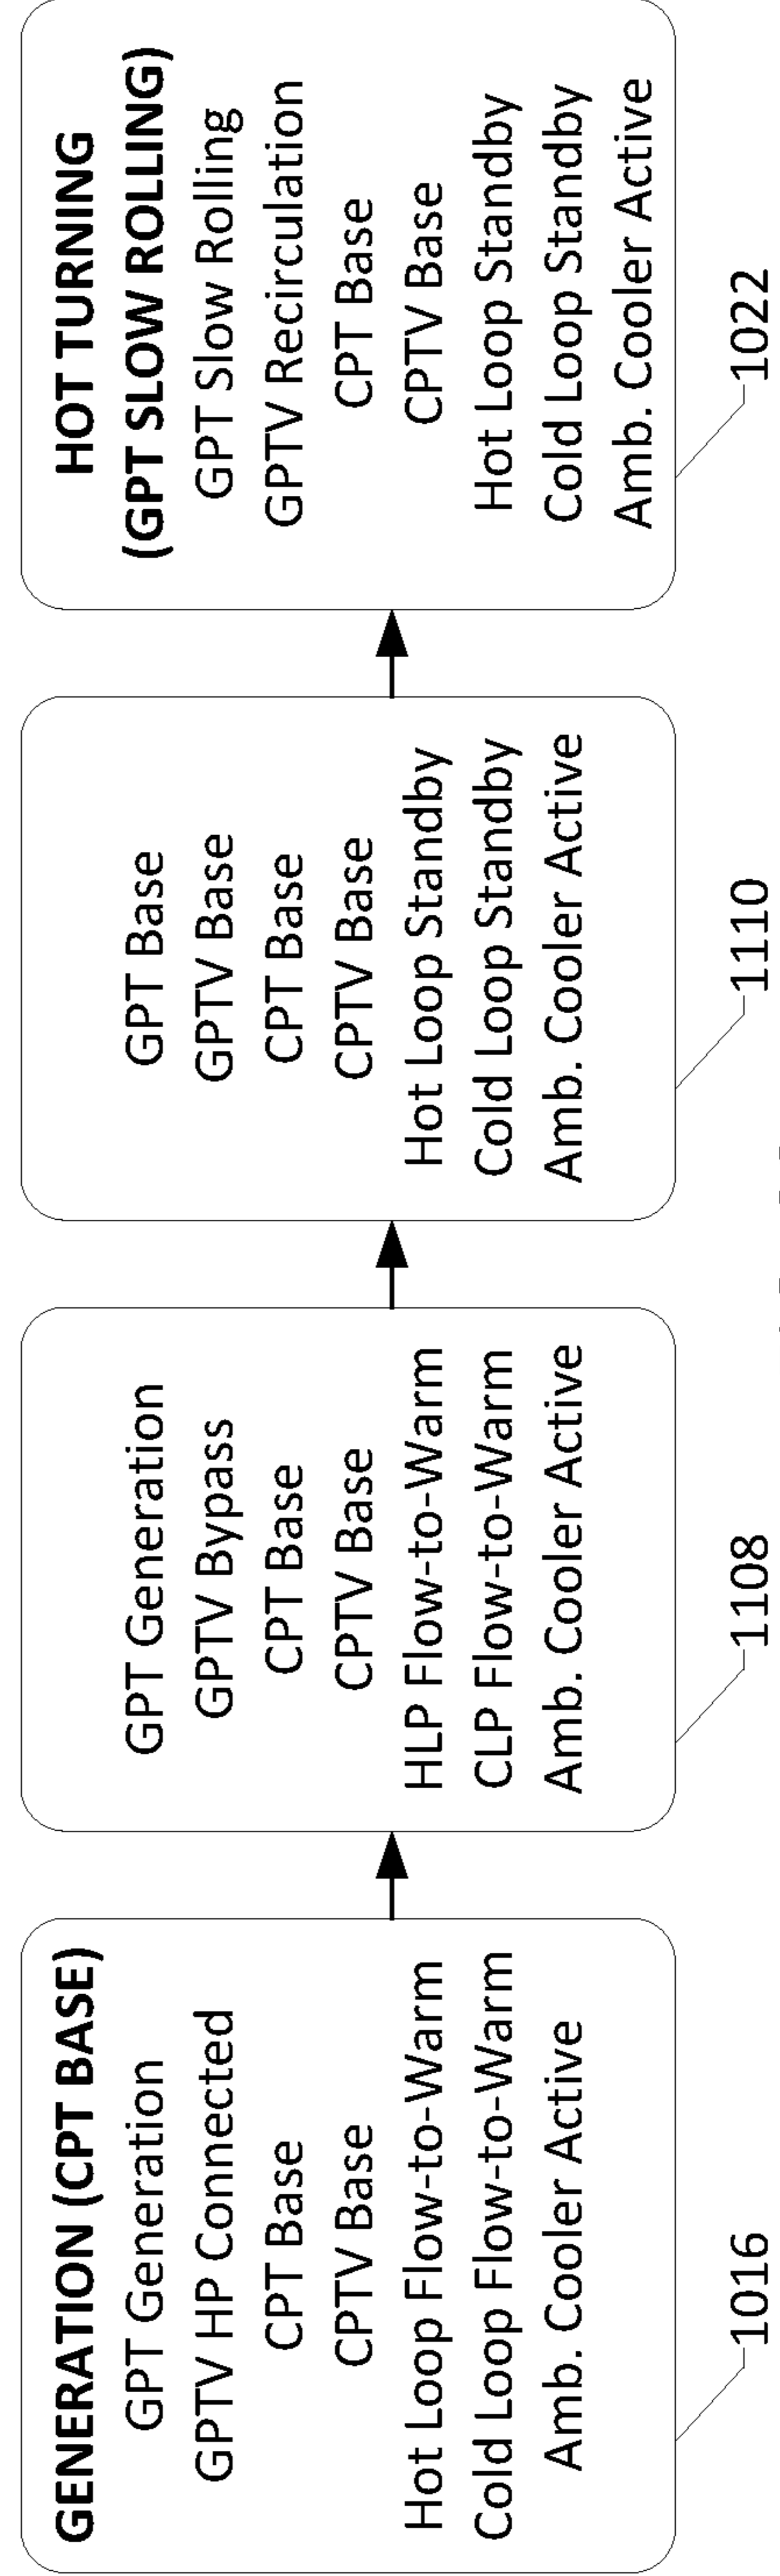 GENERATION (CPT BASE)
GPT Generation
GPTV HP Connected
CPT Base
CPTV Base
Hot Loop Flow-to-Warm
Cold Loop Flow-to-Warm
Amb. Cooler Active
1016
GPT Generation
GPTV Bypass
CPT Base
CPTV Base
HLP Flow-to-Warm
CLP Flow-to-Warm
Amb. Cooler Active
1108
GPT Base
GPTV Base
CPT Base
CPTV Base
Hot Loop Standby
Cold Loop Standby
Amb. Cooler Active
1110
HOT TURNING
(GPT SLOW ROLLING)
GPT Slow Rolling
GPTV Recirculation
CPT Base
CPTV Base
Hot Loop Standby
Cold Loop Standby
Amb. Cooler Active
1022